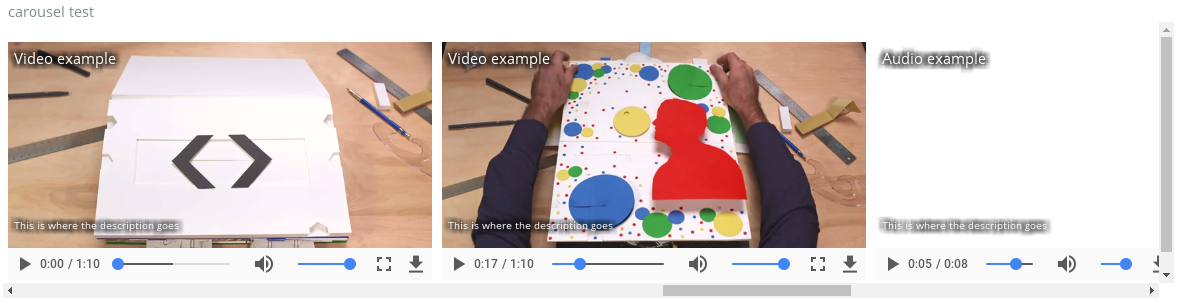 carousel test
Video example
Video example
Audio example
This is where the description goes
This is where the description goes
This is where the description goes
0:00 / 1:10
0:17 / 1:10
0:05 / 0:08